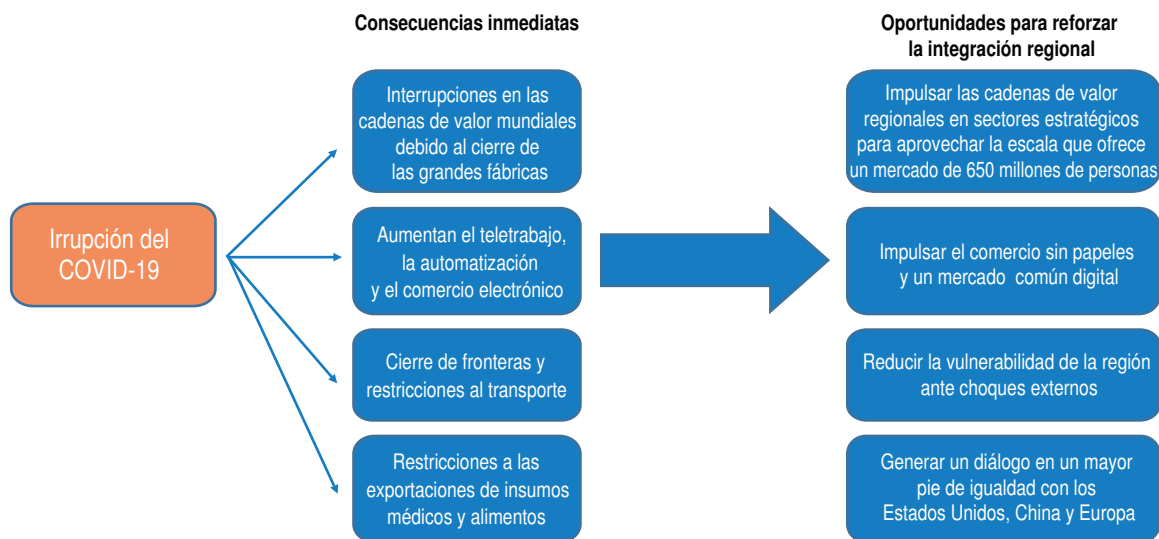 Consecuencias inmediatas
Oportunidades para reforzar
la integración regional
Irrupción del
COVID-19
Interrupciones en las
cadenas de valor mundiales
debido al cierre de
las grandes fábricas
Aumentan el teletrabajo,
la automatización
y el comercio electrónico
Cierre de fronteras y
restricciones al transporte
Restricciones a las
exportaciones de insumos
médicos y alimentos
Impulsar las cadenas de valor
regionales en sectores estratégicos
para aprovechar la escala que ofrece
un mercado de 650 millones de personas
Impulsar el comercio sin papeles
y un mercado común digital
Reducir la vulnerabilidad de la región
ante choques externos
Generar un diálogo en un mayor
pie de igualdad con los
Estados Unidos, China y Europa